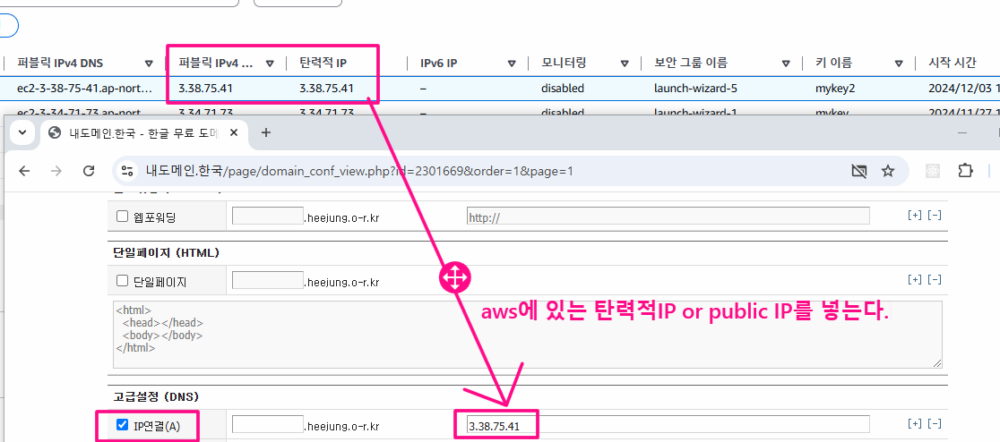 퍼블릭 IPv4 DNS 퍼블릭 IPv4 ... 탄력적 IP IPv6 IP 모니터링 보안 그룹 이름 키 이름 시작 시간
ec2-3-38-75-41.ap-nort... 3.38.75.41 3.38.75.41 – disabled launch-wizard-5 mykey2 2024/12/03 1
ec2-3-34-71-73.ap-nort... 3.34.71.73 3.34.71.73 – disabled launch-wizard-1 mykey 2024/11/27 1
내도메인.한국 - 한글 무료 도메
내도메인.한국/page/domain_conf_view.php?id=2301669&order=1&page=1
웹포워딩 .heejung.o-r.kr http:// [+] [-]
단일페이지 (HTML)
단일페이지 .heejung.o-r.kr [+] [-]
aws에 있는 탄력적IP or public IP를 넣는다.
<html>
<head></head>
<body></body>
</html>
고급설정 (DNS)
IP연결(A) .heejung.o-r.kr 3.38.75.41 [+] [-]